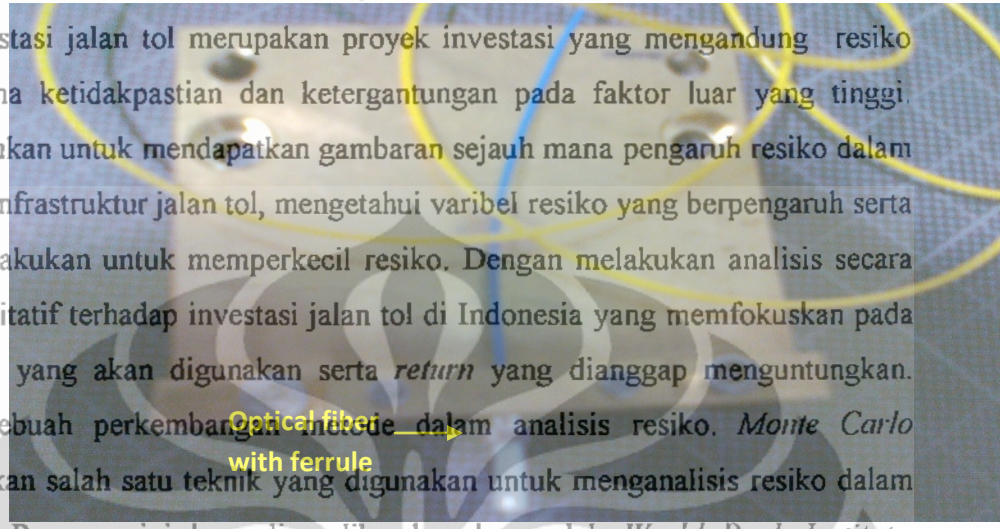 stasi jalan tol merupakan proyek investasi yang mengandung resiko
na ketidakpastian dan ketergantungan pada faktor luar yang tinggi.
kan untuk mendapatkan gambaran sejauh mana pengaruh resiko dalam
nfrastruktur jalan tol, mengetahui varibel resiko yang berpengaruh serta
akukan untuk memperkecil resiko. Dengan melakukan analisis secara
itatif terhadap investasi jalan tol di Indonesia yang memfokuskan pada
yang akan digunakan serta return yang dianggap menguntungkan.
ebuah perkembangan metode dalam analisis resiko. Monte Carlo
Optical fiber
with ferrule
kan salah satu teknik yang digunakan untuk menganalisis resiko dalam